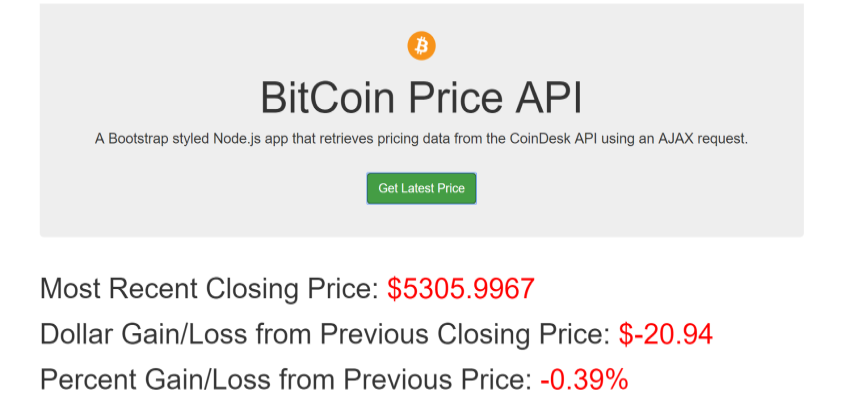 BitCoin Price API
A Bootstrap styled Node.js app that retrieves pricing data from the CoinDesk API using an AJAX request.
Get Latest Price
Most Recent Closing Price: $5305.9967
Dollar Gain/Loss from Previous Closing Price: $-20.94
Percent Gain/Loss from Previous Price: -0.39%